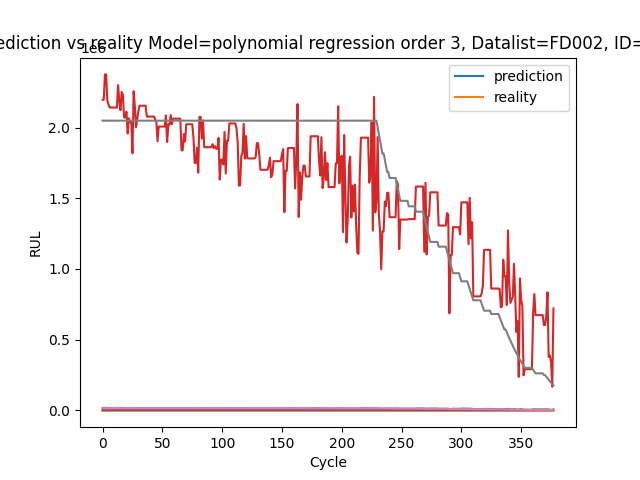 ediction vs reality Model=polynomial regression order 3, Datalist=FD002, ID=
1e6
prediction
reality
2.0
1.5
1.0
0.5
0.0
RUL
0 50 100 150 200 250 300 350
Cycle